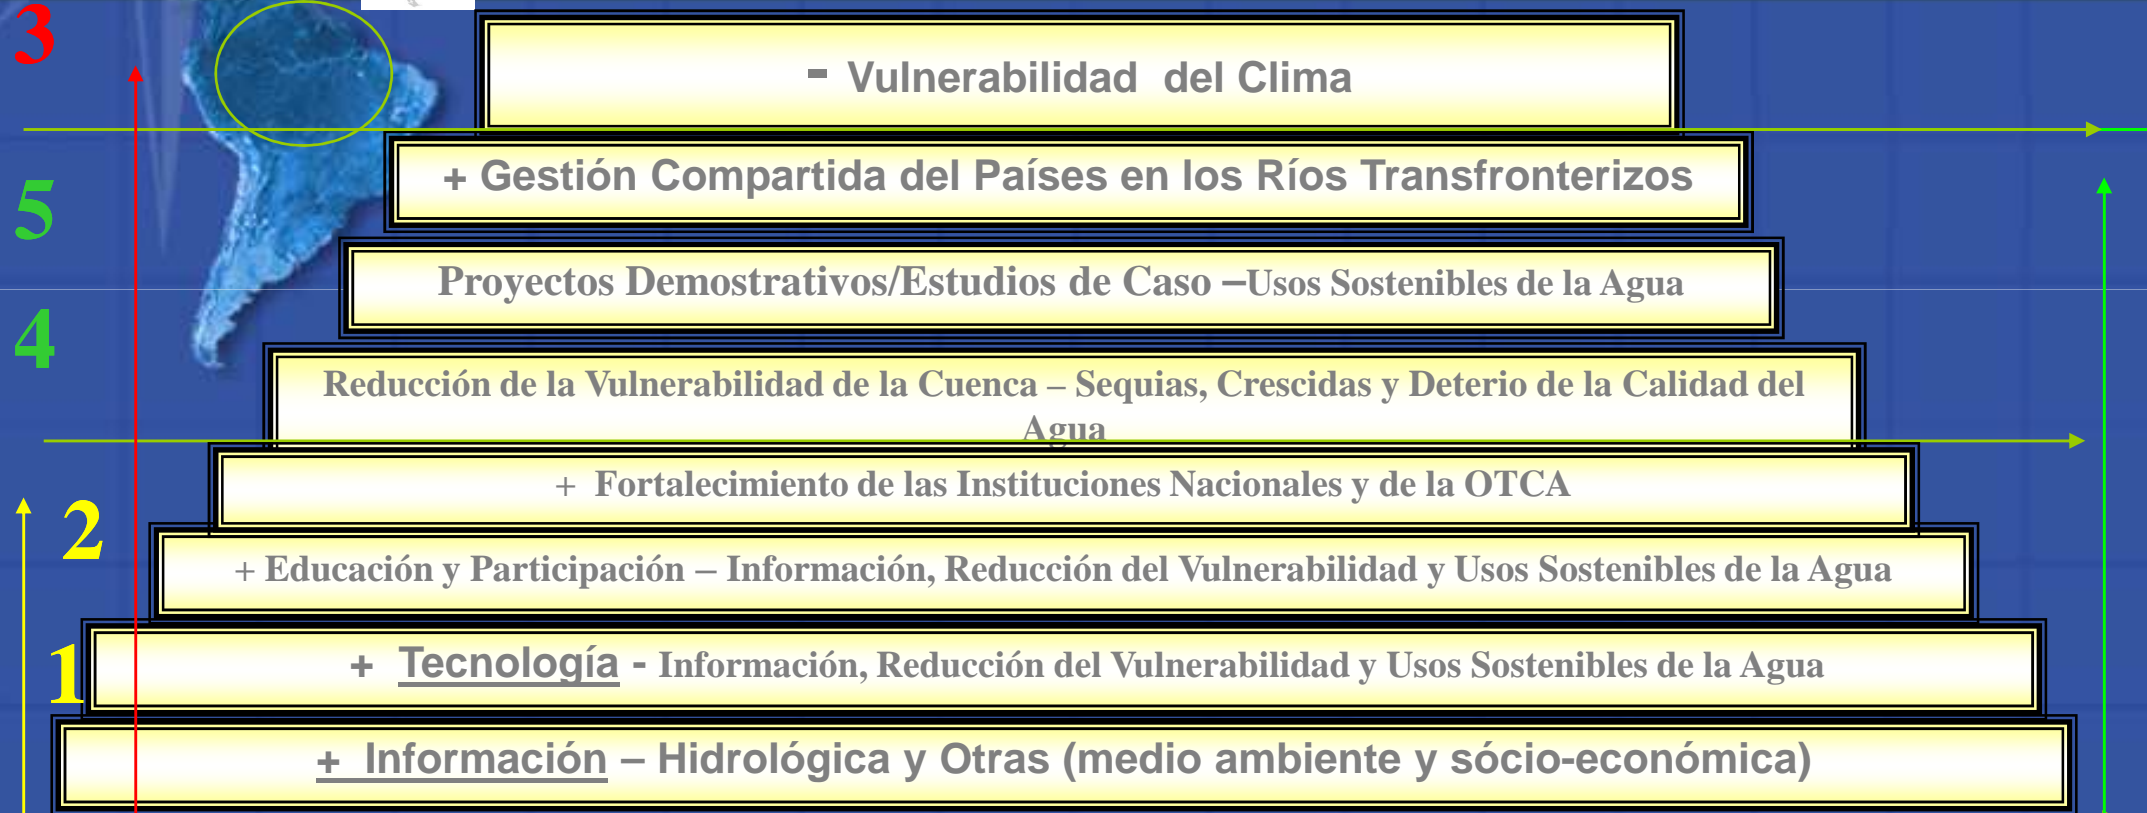 3
- Vulnerabilidad del Clima
+ Gestión Compartida del Países en los Ríos Transfronterizos
5
Proyectos Demostrativos/Estudios de Caso –Usos Sostenibles de la Agua
4
Reducción de la Vulnerabilidad de la Cuenca – Sequias, Crescidas y Deterio de la Calidad del
Agua
+ Fortalecimiento de las Instituciones Nacionales y de la OTCA
2
+ Educación y Participación – Información, Reducción del Vulnerabilidad y Usos Sostenibles de la Agua
1
+ Tecnología - Información, Reducción del Vulnerabilidad y Usos Sostenibles de la Agua
+ Información – Hidrológica y Otras (medio ambiente y sócio-económica)